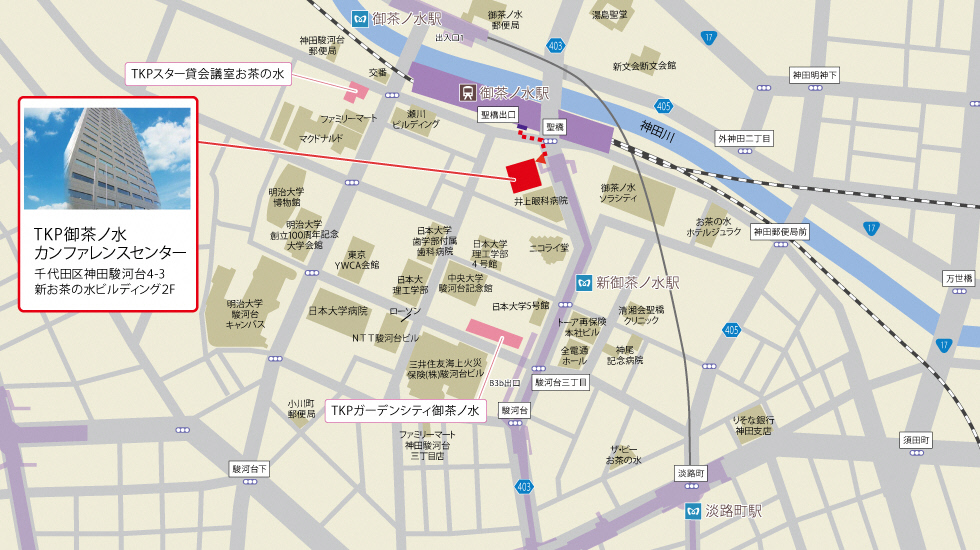 御茶ノ水駅
出入口1
御茶ノ水
郵便局
湯島聖堂
403
17
新文会断文会館
神田明神下
神田駿河台
郵便局
交番
TKPスター貸会議室お茶の水
御茶ノ水駅
聖橋出口
聖橋
405
神田川
外神田二丁目
ファミリーマート
マクドナルド
瀬川
ビルディング
TKP御茶ノ水
カンファレンスセンター
千代田区神田駿河台4-3
新お茶の水ビルディング2F
井上眼科病院
御茶ノ水
ソラシティ
お茶の水
ホテルジュラク
神田郵便局前
17
万世橋
明治大学
博物館
明治大学
創立100周年記念
大学会館
東京
YWCA会館
日本大学
歯学部付属
歯科病院
日本大学
理工学部
4号館
ニコライ堂
日本大
理工学部
中央大学
駿河台記念館
新御茶ノ水駅
明治大学
駿河台
キャンパス
日本大学病院
ローソン
日本大学5号館
NTT駿河台ビル
トーア再保険
本社ビル
清湘会聖橋
クリニック
405
17
三井住友海上火災
保険(株)駿河台ビル
全電通
ホール
神尾
記念病院
B3b出口
駿河台三丁目
小川町
郵便局
TKPガーデンシティ御茶ノ水
駿河台
りそな銀行
神田支店
ファミリーマート
神田駿河台
三丁目店
ザ・ビー
お茶の水
須田町
駿河台下
淡路町
403
淡路町駅